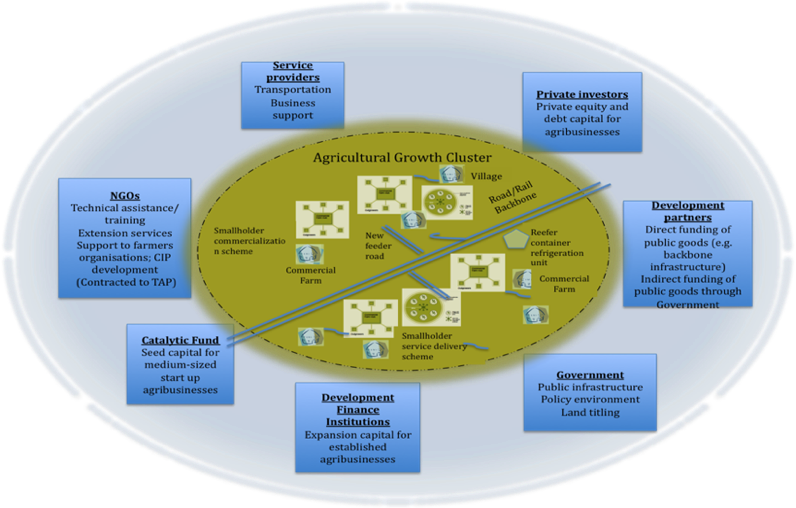 Service
providers
Transportation
Business
support
Private investors
Private equity and
debt capital for
agribusinesses
NGOs
Technical assistance/
training
Extension services
Support to farmers
organisations; CIP
development
(Contracted to TAP)
Agricultural Growth Cluster
Village
Road/Rail
Backbone
Smallholder
commercializatio
n scheme
New
feeder
road
Reefer
container
refrigeration
unit
Commercial
Farm
Commercial
Farm
Smallholder
service delivery
scheme
Development
partners
Direct funding of
public goods (e.g.
backbone
infrastructure)
Indirect funding of
public goods through
Government
Catalytic Fund
Seed capital for
medium-sized
start up
agribusinesses
Development
Finance
Institutions
Expansion capital for
established
agribusinesses
Government
Public infrastructure
Policy environment
Land titling